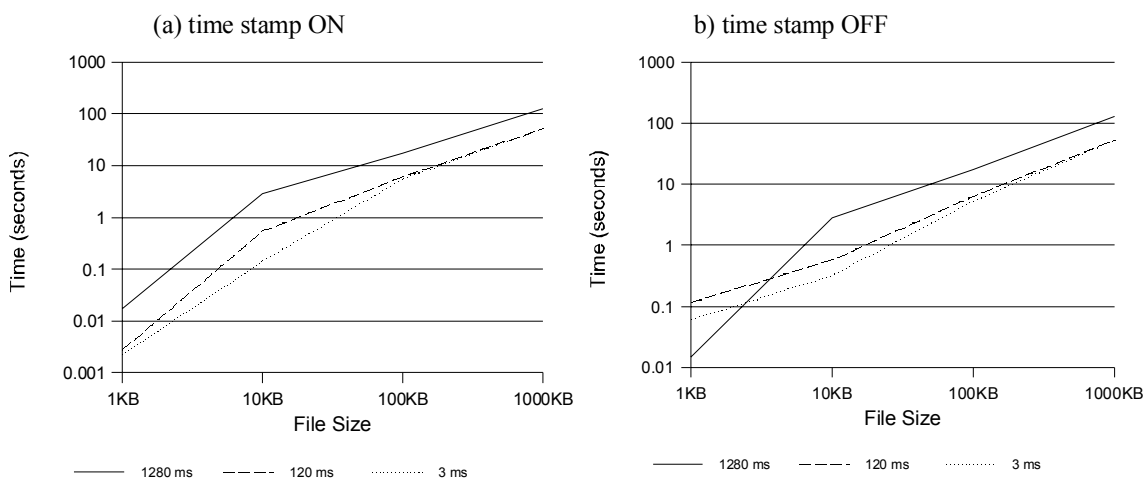 (a) time stamp ON
1000
100
10
1
0.1
0.01
0.001
Time (seconds)
1KB 10KB 100KB 1000KB
File Size
1280 ms 120 ms 3 ms
b) time stamp OFF
1000
100
10
1
0.1
0.01
Time (seconds)
1KB 10KB 100KB 1000KB
File Size
1280 ms 120 ms 3 ms